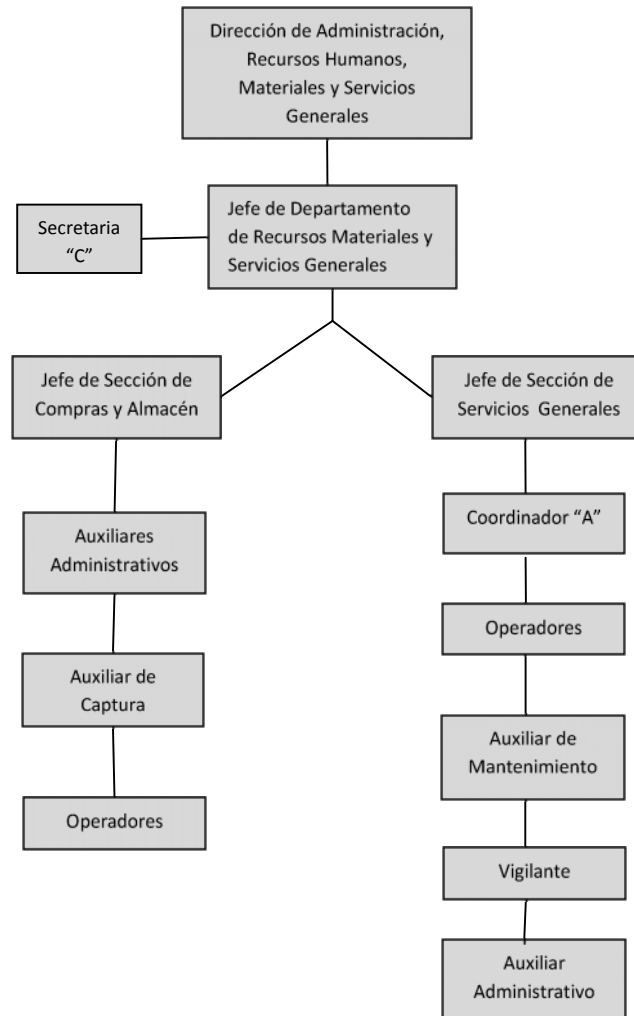 Dirección de Administración,
Recursos Humanos,
Materiales y Servicios
Generales
Secretaria
“C”
Jefe de Departamento
de Recursos Materiales y
Servicios Generales
Jefe de Sección de
Compras y Almacén
Jefe de Sección de
Servicios Generales
Auxiliares
Administrativos
Auxiliar de
Captura
Operadores
Coordinador “A”
Operadores
Auxiliar de
Mantenimiento
Vigilante
Auxiliar
Administrativo